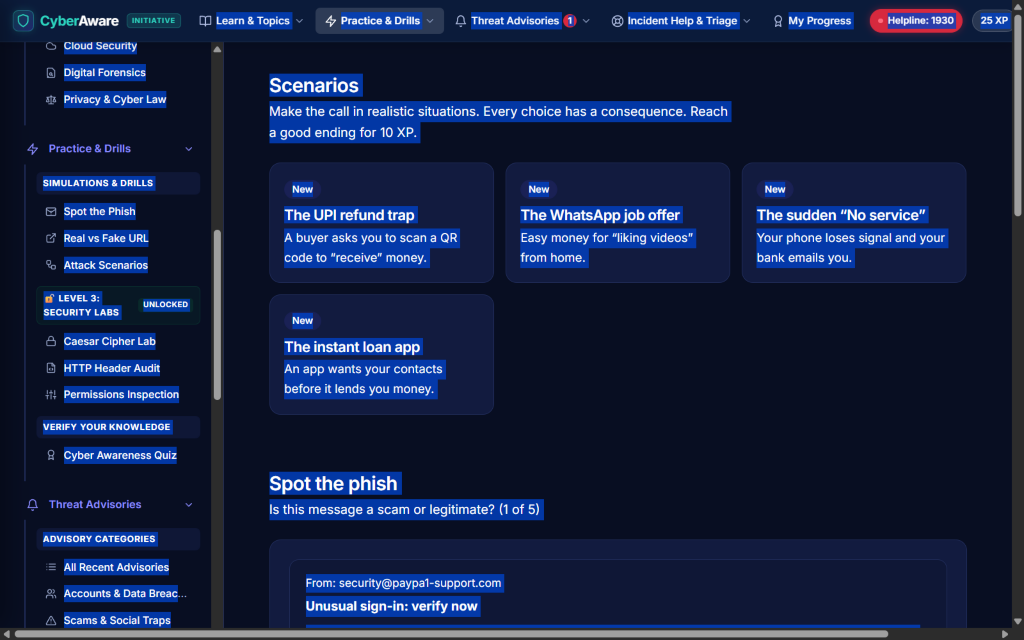 CyberAware INITIATIVE Learn & Topics Practice & Drills Threat Advisories 1 Incident Help & Triage My Progress Helpline: 1930 25 XP
Cloud Security
Digital Forensics
Privacy & Cyber Law
Practice & Drills
SIMULATIONS & DRILLS
Spot the Phish
Real vs Fake URL
Attack Scenarios
🔓 LEVEL 3:
SECURITY LABS
UNLOCKED
Caesar Cipher Lab
HTTP Header Audit
Permissions Inspection
VERIFY YOUR KNOWLEDGE
Cyber Awareness Quiz
Threat Advisories
ADVISORY CATEGORIES
All Recent Advisories
Accounts & Data Breac...
Scams & Social Traps
Scenarios
Make the call in realistic situations. Every choice has a consequence. Reach
a good ending for 10 XP.
New
The UPI refund trap
A buyer asks you to scan a QR
code to “receive” money.
New
The WhatsApp job offer
Easy money for “liking videos”
from home.
New
The sudden “No service”
Your phone loses signal and your
bank emails you.
New
The instant loan app
An app wants your contacts
before it lends you money.
Spot the phish
Is this message a scam or legitimate? (1 of 5)
From: security@paypa1-support.com
Unusual sign-in: verify now